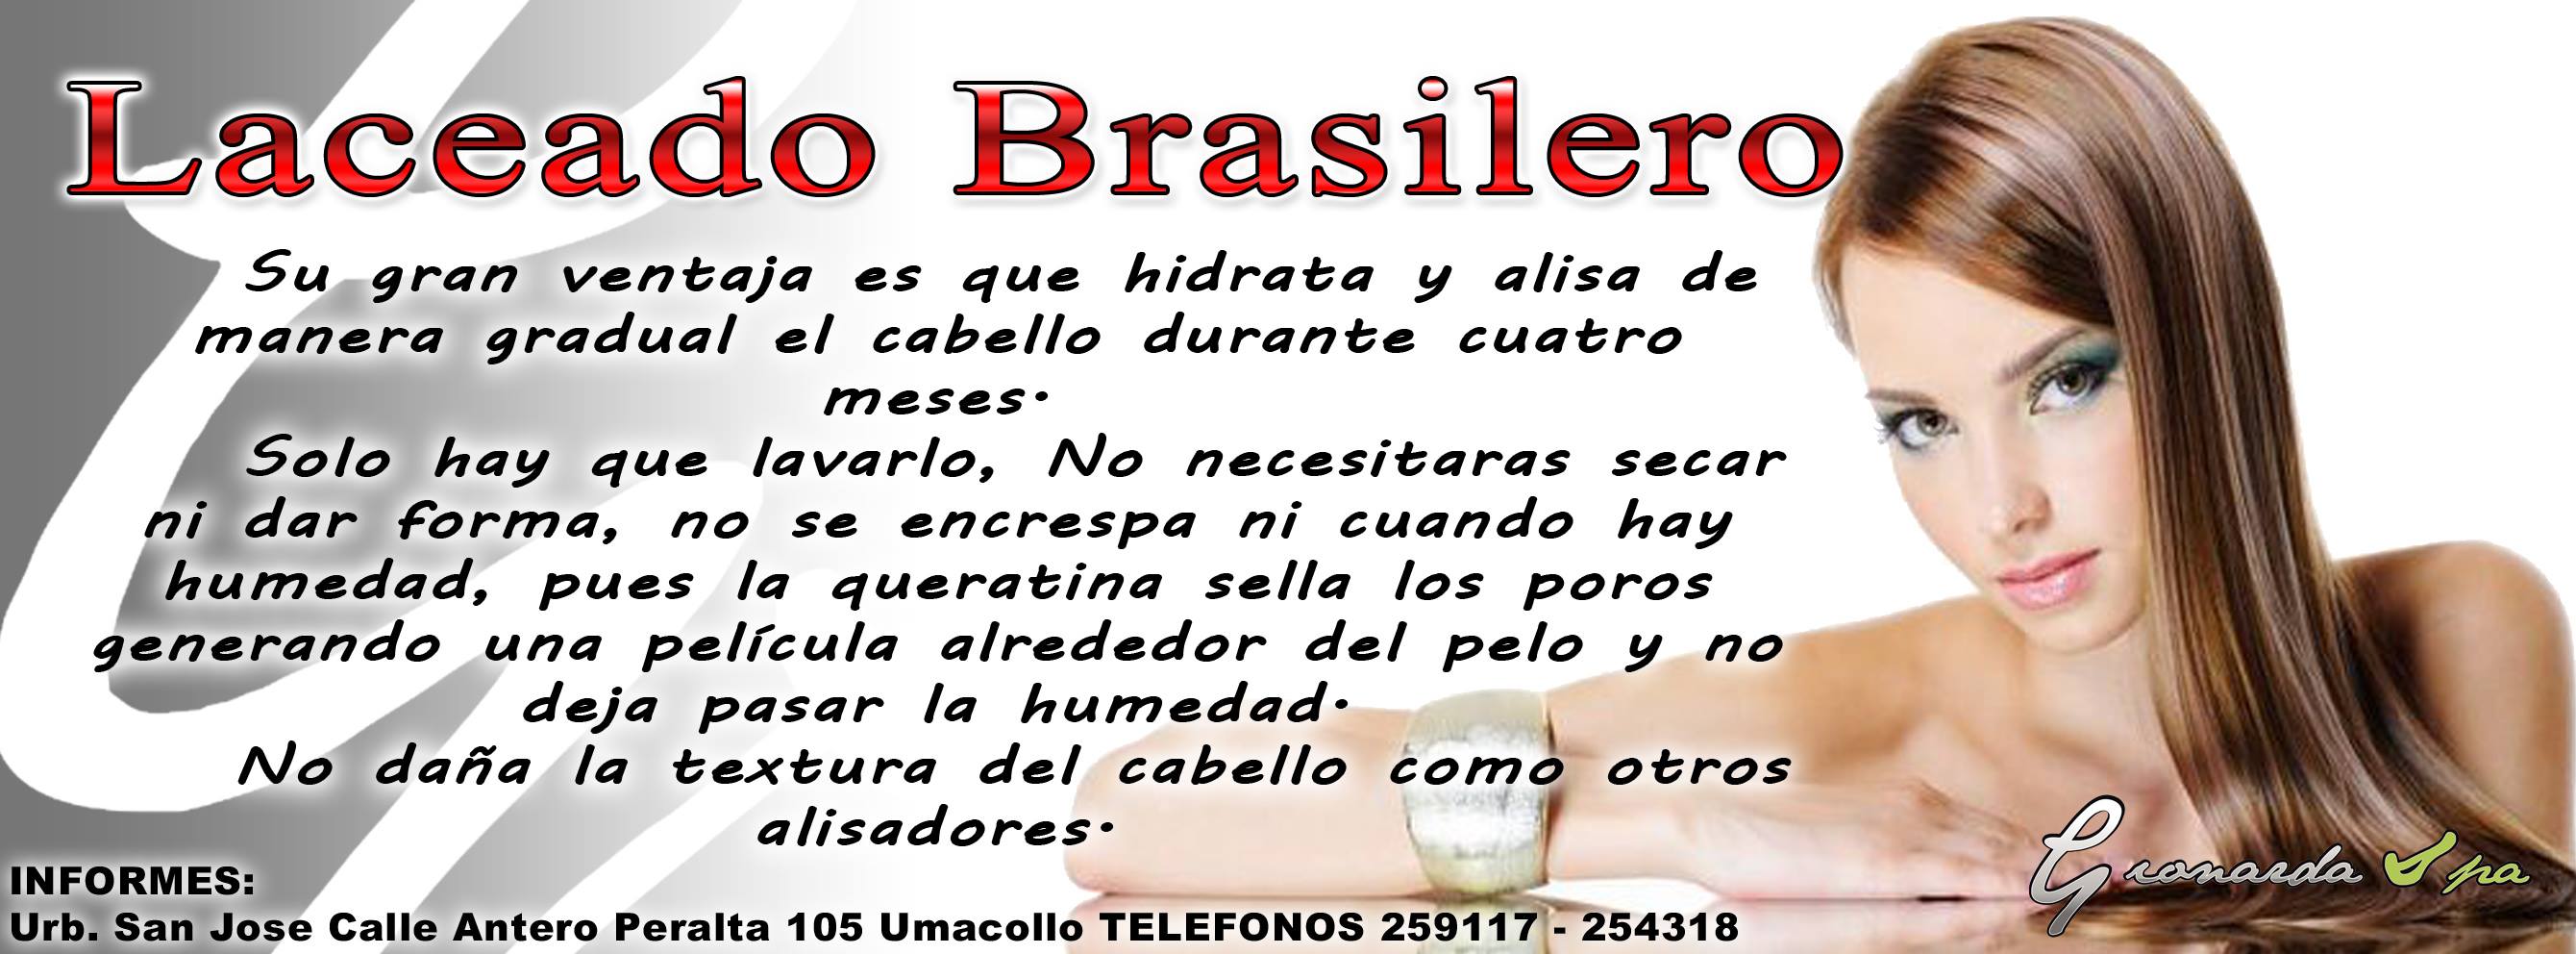 Laceado Brasilero
Su gran ventaja es que hidrata y alisa de
manera gradual el cabello durante cuatro
meses.
Solo hay que lavarlo, No necesitaras secar
ni dar forma, no se encrespa ni cuando hay
humedad, pues la queratina sella los poros
generando una película alrededor del pelo y no
deja pasar la humedad.
No daña la textura del cabello como otros
alisadores.
Gronarda Spa
INFORMES:
Urb. San Jose Calle Antero Peralta 105 Umacollo TELEFONOS 259117 - 254318